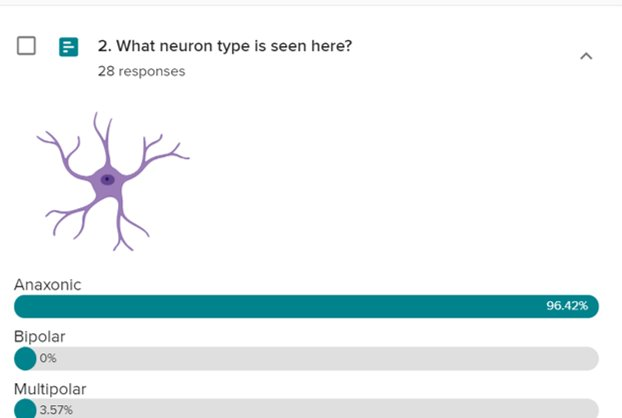 2. What neuron type is seen here?
28 responses
Anaxonic
96.42%
Bipolar
0%
Multipolar
3.57%